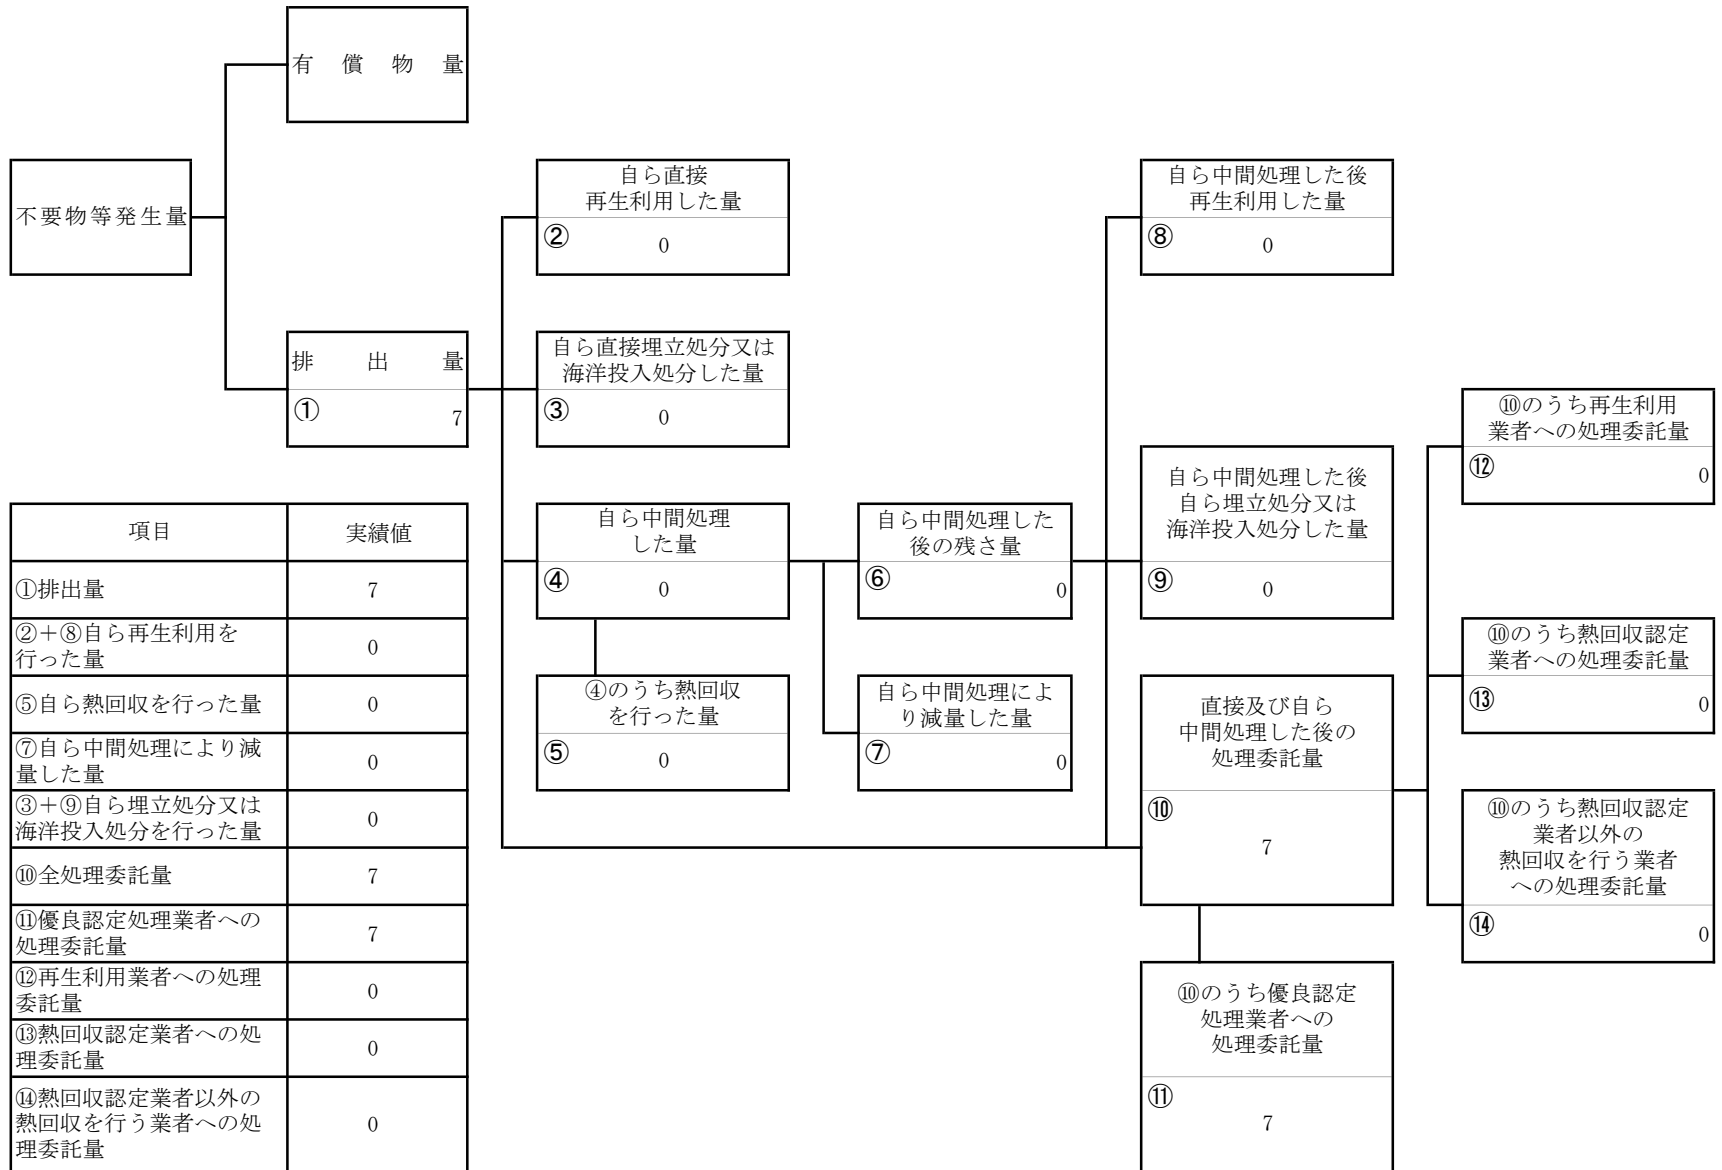 有償物量
不要物等発生量
排出量
①
7
自ら直接
再生利用した量
②
0
自ら直接埋立処分又は
海洋投入処分した量
③
0
自ら中間処理
した量
④
0
④のうち熱回収
を行った量
⑤
0
自ら中間処理した
後の残さ量
⑥
0
自ら中間処理によ
り減量した量
⑦
0
自ら中間処理した後
再生利用した量
⑧
0
自ら中間処理した後
自ら埋立処分又は
海洋投入処分した量
⑨
0
直接及び自ら
中間処理した後の
処理委託量
⑩
7
⑩のうち優良認定
処理業者への
処理委託量
⑪
7
⑩のうち再生利用
業者への処理委託量
⑫
0
⑩のうち熱回収認定
業者への処理委託量
⑬
0
⑩のうち熱回収認定
業者以外の
熱回収を行う業者
への処理委託量
⑭
0
項目 実績値
①排出量 7
②＋⑧自ら再生利用を
行った量 0
⑤自ら熱回収を行った量 0
⑦自ら中間処理により減
量した量 0
③＋⑨自ら埋立処分又は
海洋投入処分を行った量 0
⑩全処理委託量 7
⑪優良認定処理業者への
処理委託量 7
⑫再生利用業者への処理
委託量 0
⑬熱回収認定業者への処
理委託量 0
⑭熱回収認定業者以外の
熱回収を行う業者への処
理委託量 0